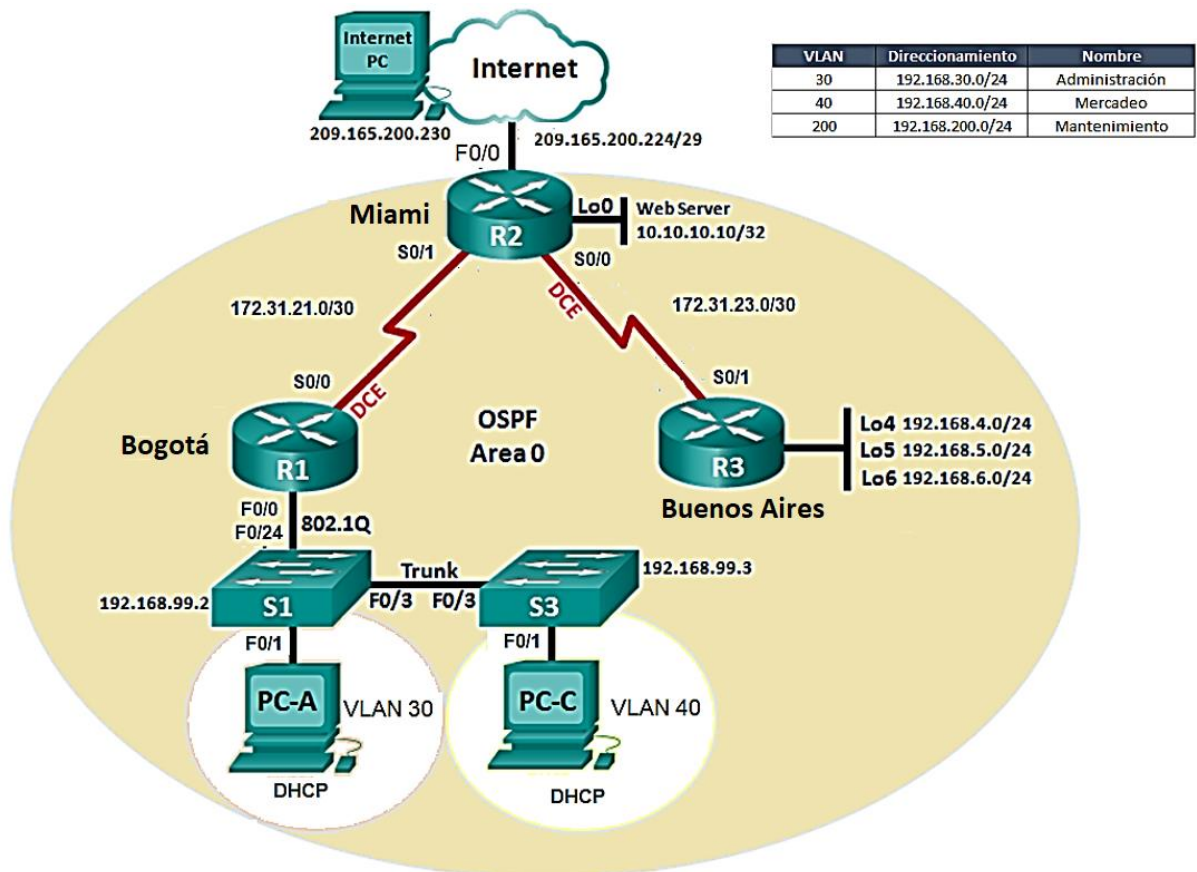 Internet
PC
Internet
209.165.200.230
209.165.200.224/29
F0/0
VLAN Direccionamiento Nombre
30 192.168.30.0/24 Administración
40 192.168.40.0/24 Mercadeo
200 192.168.200.0/24 Mantenimiento
Miami
R2
Lo0
Web Server
10.10.10.10/32
S0/1
S0/0
DCE
172.31.21.0/30
172.31.23.0/30
S0/0
DCE
S0/1
Bogotá
R1
OSPF
Area 0
R3
Buenos Aires
Lo4 192.168.4.0/24
Lo5 192.168.5.0/24
Lo6 192.168.6.0/24
F0/0
F0/24
802.1Q
192.168.99.2
S1
Trunk
F0/3 F0/3
S3
192.168.99.3
F0/1
F0/1
PC-A
VLAN 30
DHCP
PC-C
VLAN 40
DHCP